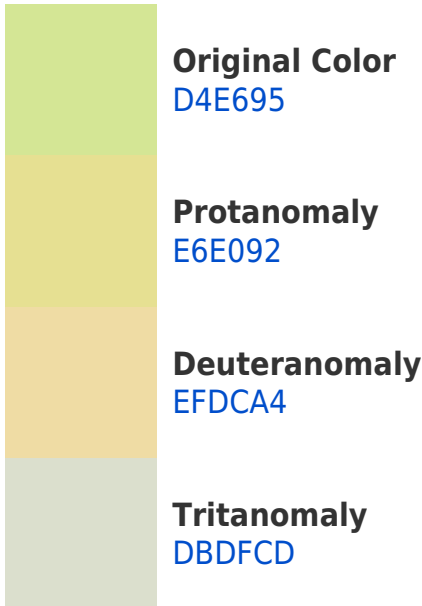 Original Color
D4E695
Protanomaly
E6E092
Deuteranomaly
EFDCA4
Tritanomaly
DBDFCD